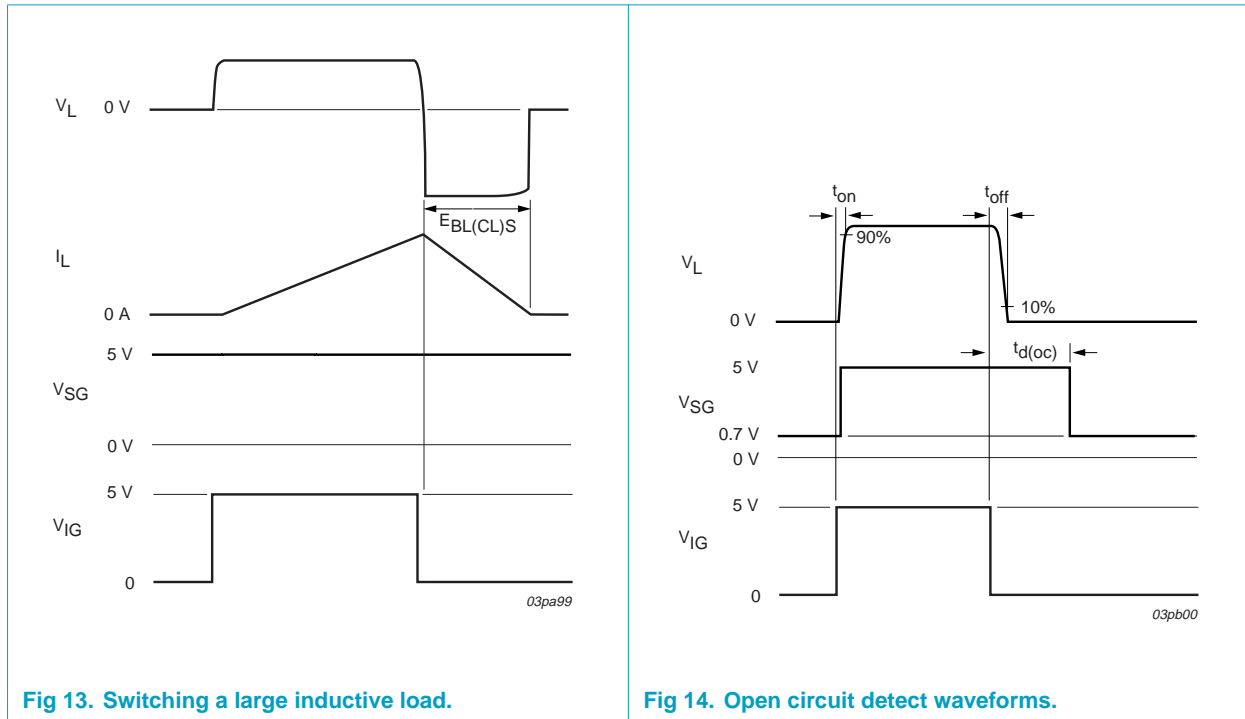 V_L
0 V
E_BL(CL)S
I_L
0 A
5 V
V_SG
0 V
5 V
V_IG
0
03pa99
Fig 13. Switching a large inductive load.
t_on
t_off
90%
V_L
10%
0 V
t_d(oc)
5 V
V_SG
0.7 V
0 V
5 V
V_IG
0
03pb00
Fig 14. Open circuit detect waveforms.